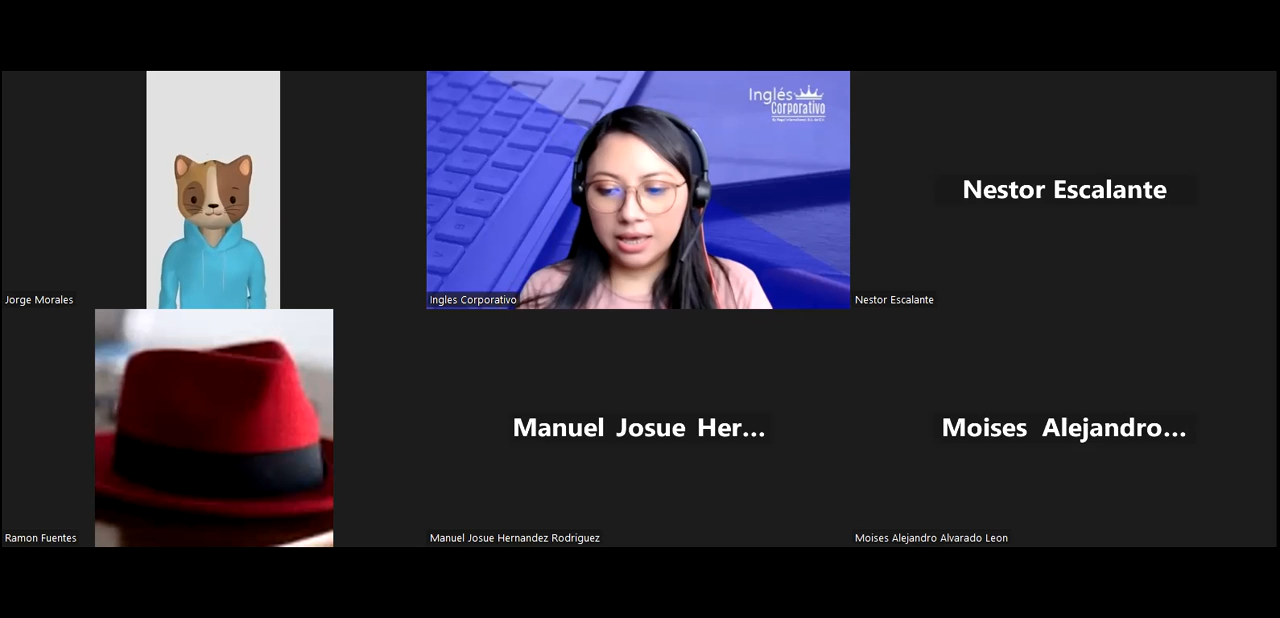 Inglés
Corporativo
Jorge Morales
Ingles Corporativo
Nestor Escalante
Nestor Escalante
Manuel Josue Her...
Moises Alejandro...
Ramon Fuentes
Manuel Josue Hernandez Rodriguez
Moises Alejandro Alvarado Leon